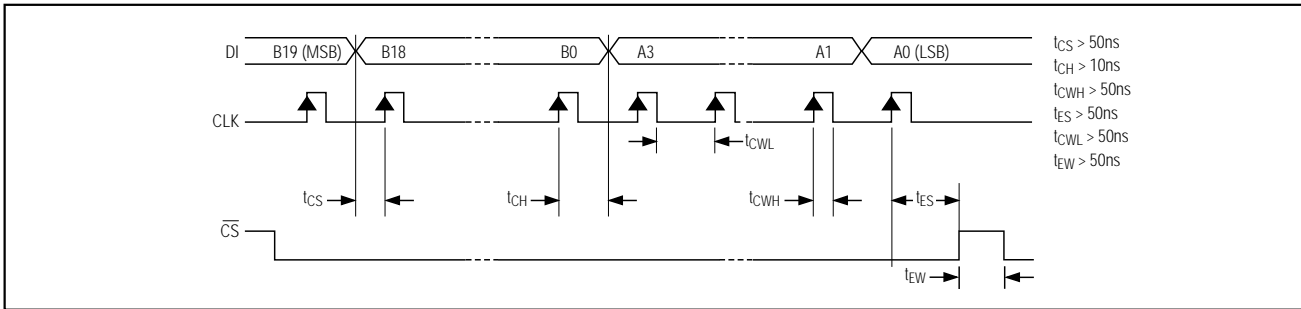 DI B19 (MSB) B18 B0 A3 A1 A0 (LSB)
CLK
tCWL
tCS tCH tCWH tES
CS
tEW
tCS > 50ns
tCH > 10ns
tCWH > 50ns
tES > 50ns
tCWL > 50ns
tEW > 50ns